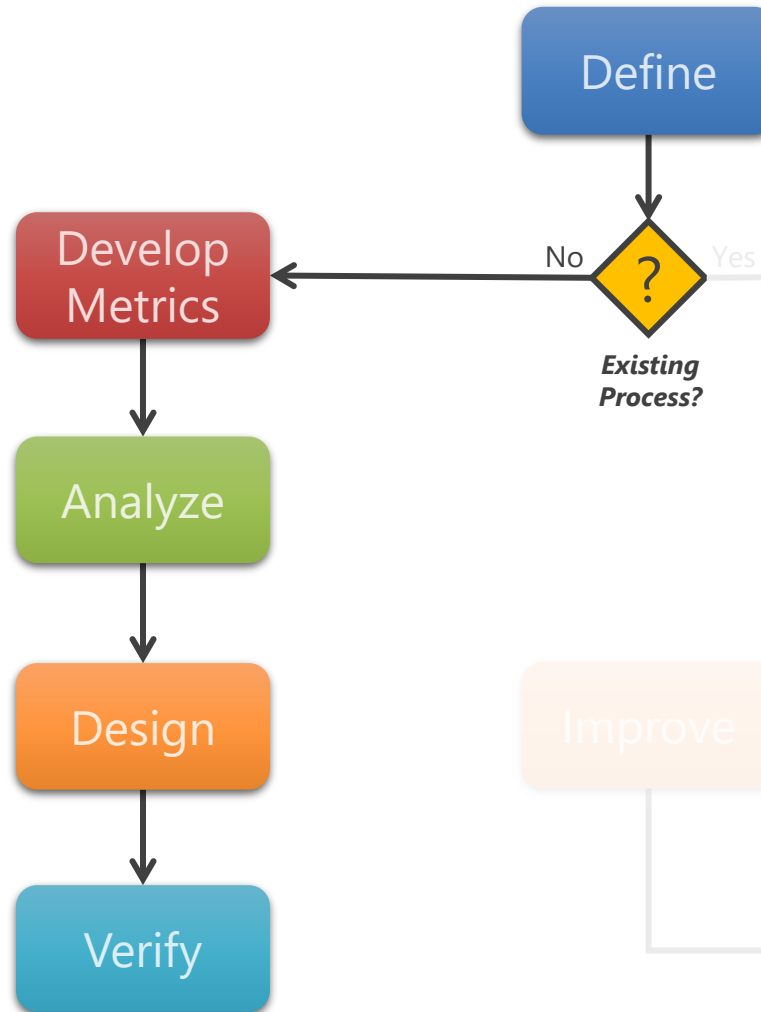 Define
No
?
Yes
Existing
Process?
Develop
Metrics
Analyze
Design
Improve
Verify